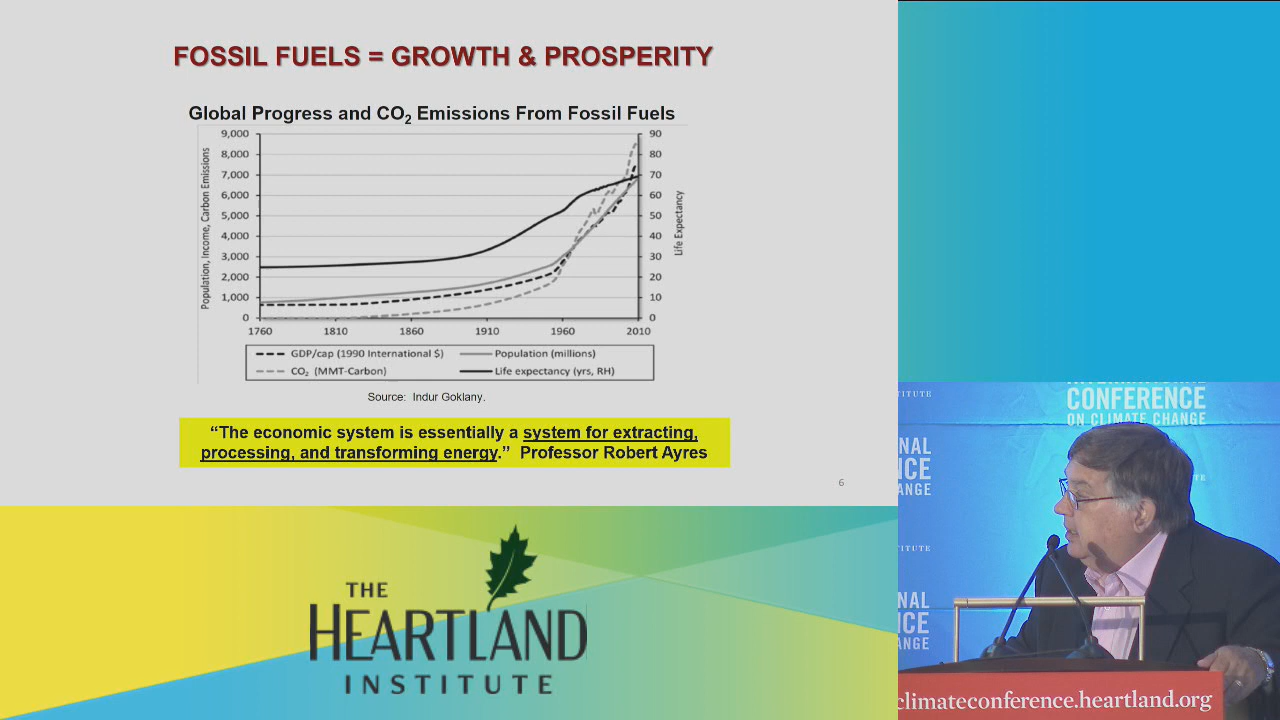 FOSSIL FUELS = GROWTH & PROSPERITY
Global Progress and CO₂ Emissions From Fossil Fuels
Population, Income, Carbon Emissions
9,000
8,000
7,000
6,000
5,000
4,000
3,000
2,000
1,000
0
90
80
70
60
50
40
30
20
10
0
Life Expectancy
1760 1810 1860 1910 1960 2010
GDP/cap (1990 International $) Population (millions)
CO₂ (MMT-Carbon) Life expectancy (yrs, RH)
Source: Indur Goklany.
“The economic system is essentially a system for extracting,
processing, and transforming energy.” Professor Robert Ayres
6
THE
HEARTLAND
INSTITUTE
CONFERENCE
ON CLIMATE CHANGE
climateconference.heartland.org